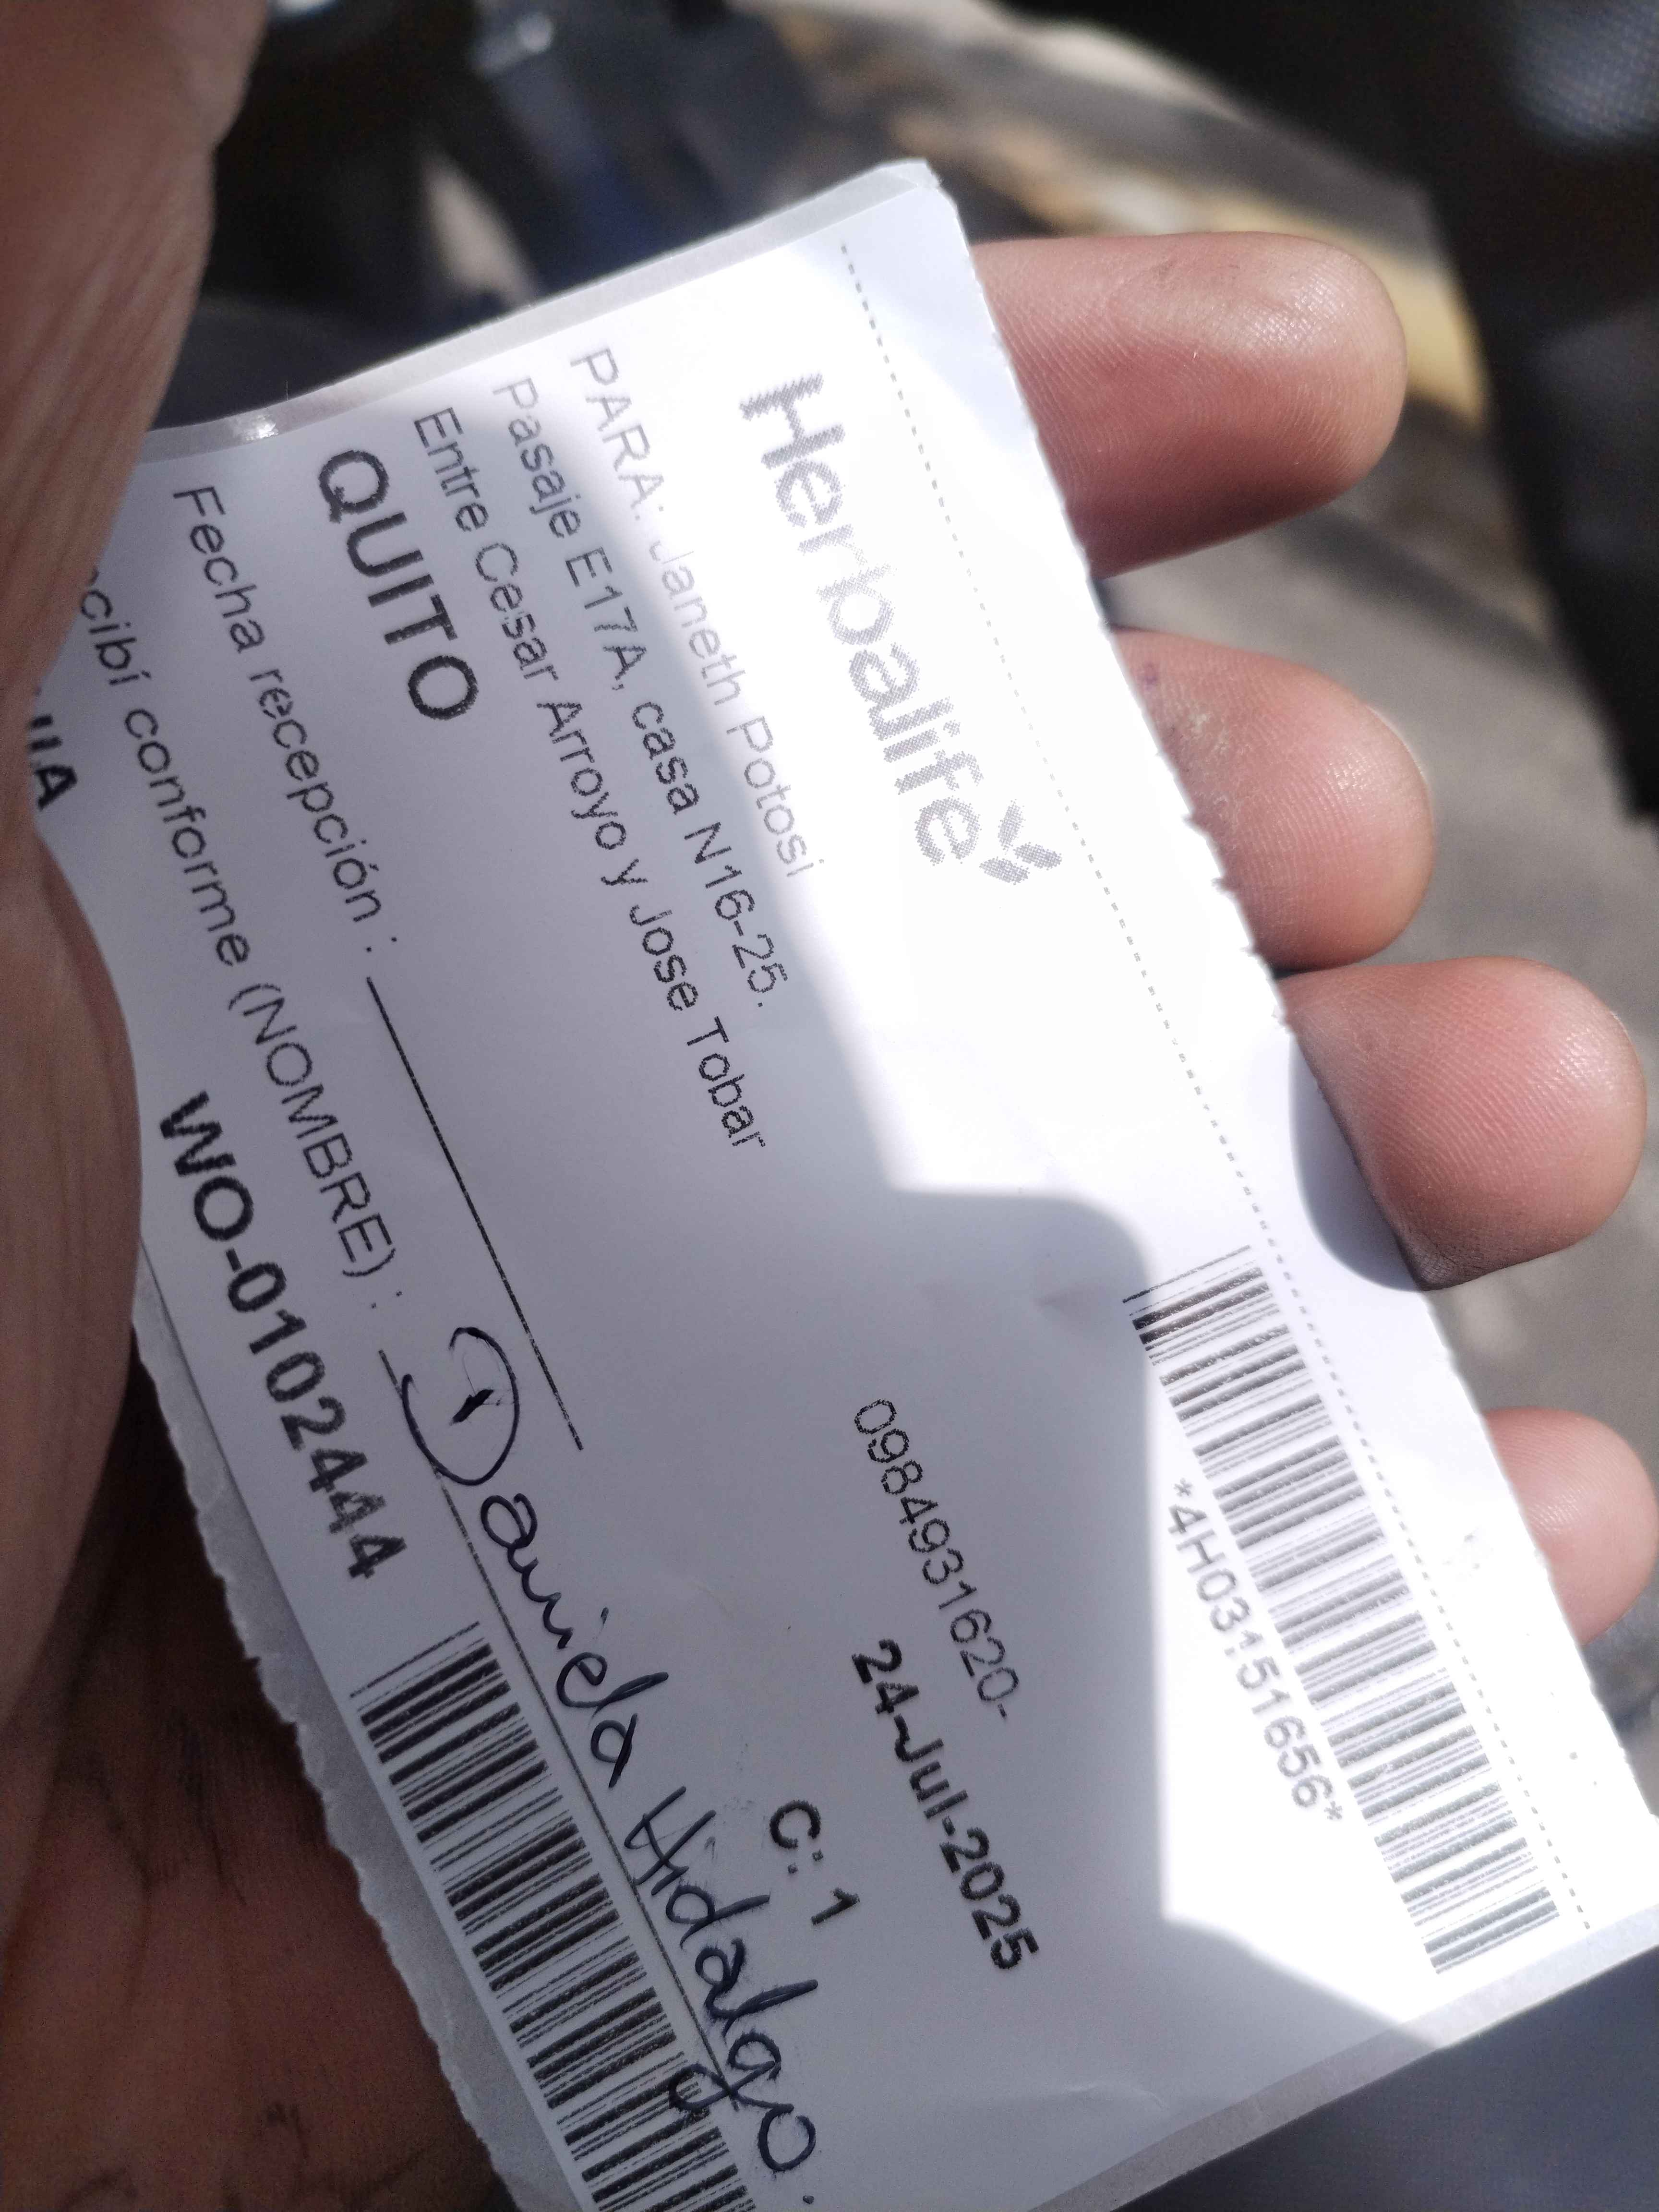 Herbalife
*4H03151656*
PARA: Janeth Potosi
0984931620-
Pasaje E17A, casa N16-25.
24-Jul-2025
Entre Cesar Arroyo y Jose Tobar
QUITO
C: 1
Fecha recepción :
cibí conforme (NOMBRE) : Daniela Hidalgo.
WO-0102444